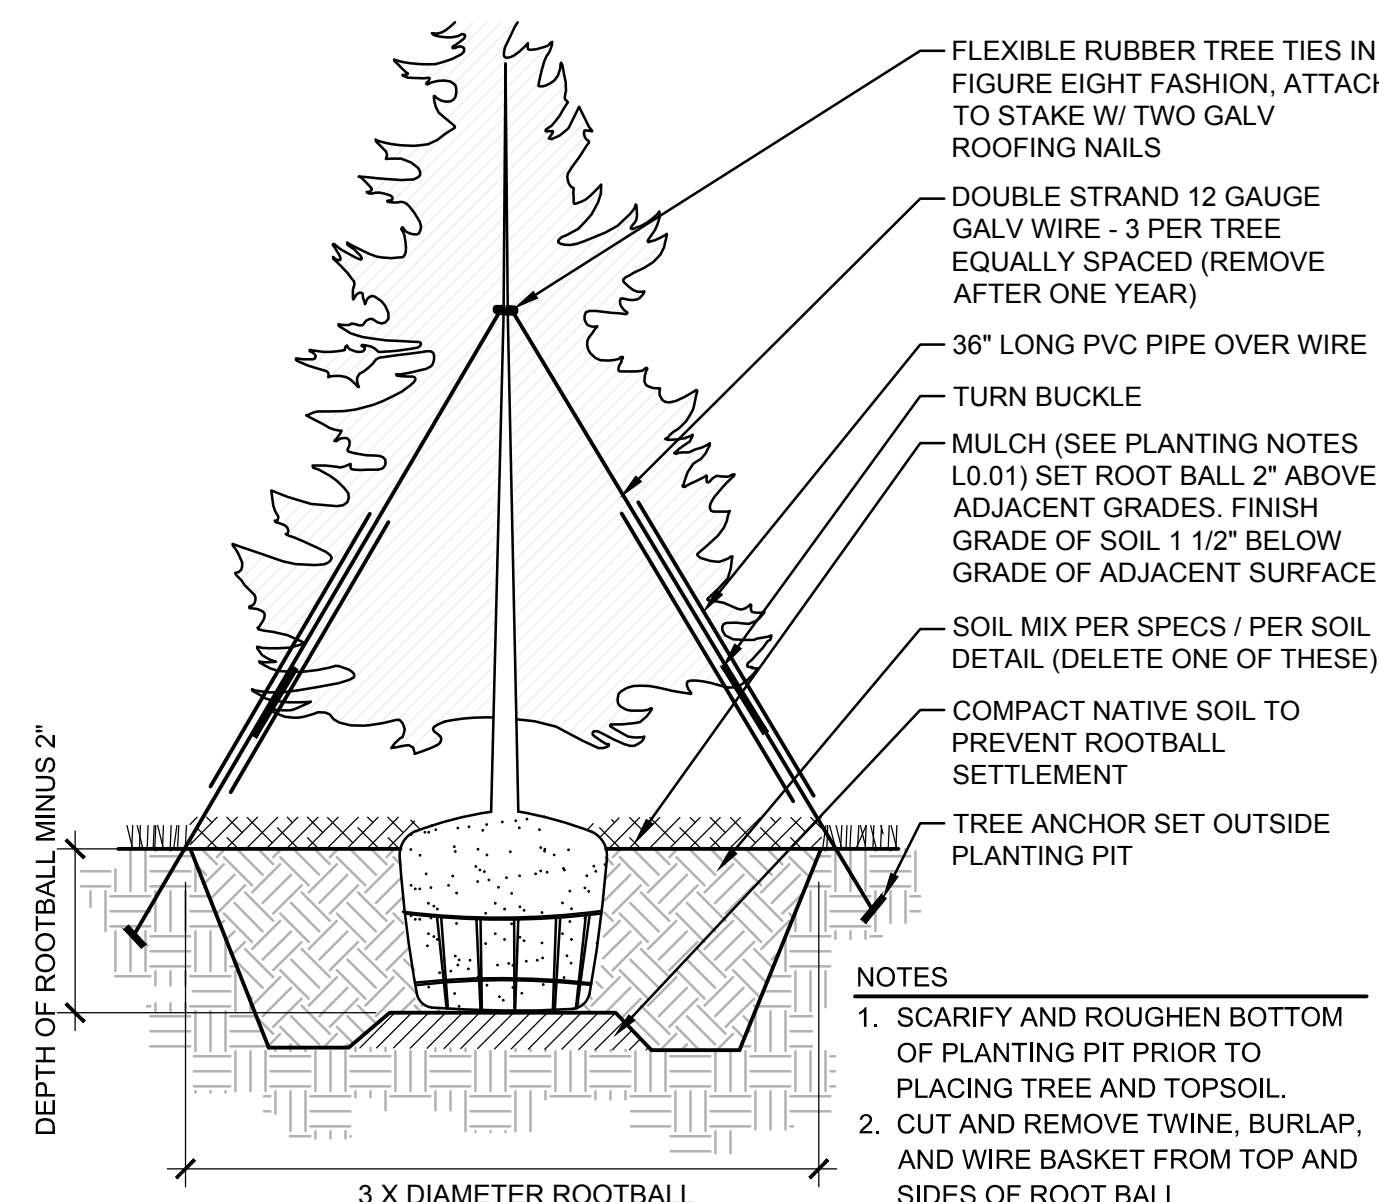 FLEXIBLE RUBBER TREE TIES IN
FIGURE EIGHT FASHION, ATTACH
TO STAKE W/ TWO GALV
ROOFING NAILS
DOUBLE STRAND 12 GAUGE
GALV WIRE - 3 PER TREE
EQUALLY SPACED (REMOVE
AFTER ONE YEAR)
36" LONG PVC PIPE OVER WIRE
TURN BUCKLE
MULCH (SEE PLANTING NOTES
L0.01) SET ROOT BALL 2" ABOVE
ADJACENT GRADES. FINISH
GRADE OF SOIL 1 1/2" BELOW
GRADE OF ADJACENT SURFACE
SOIL MIX PER SPECS / PER SOIL
DETAIL (DELETE ONE OF THESE)
COMPACT NATIVE SOIL TO
PREVENT ROOTBALL
SETTLEMENT
TREE ANCHOR SET OUTSIDE
PLANTING PIT
DEPTH OF ROOTBALL MINUS 2"
3 X DIAMETER ROOTBALL
NOTES
1. SCARIFY AND ROUGHEN BOTTOM
OF PLANTING PIT PRIOR TO
PLACING TREE AND TOPSOIL.
2. CUT AND REMOVE TWINE, BURLAP,
AND WIRE BASKET FROM TOP AND
SIDES OF ROOT BALL